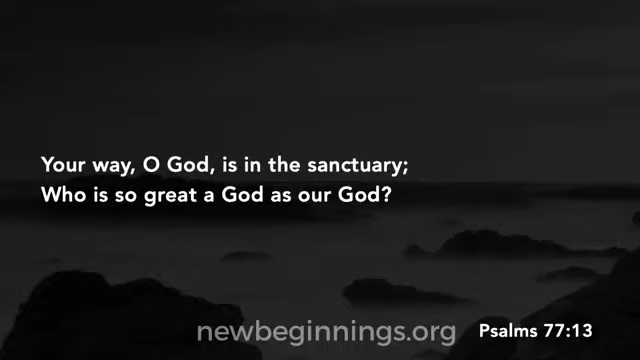 Your way, O God, is in the sanctuary;
Who is so great a God as our God?
newbeginnings.org
Psalms 77:13